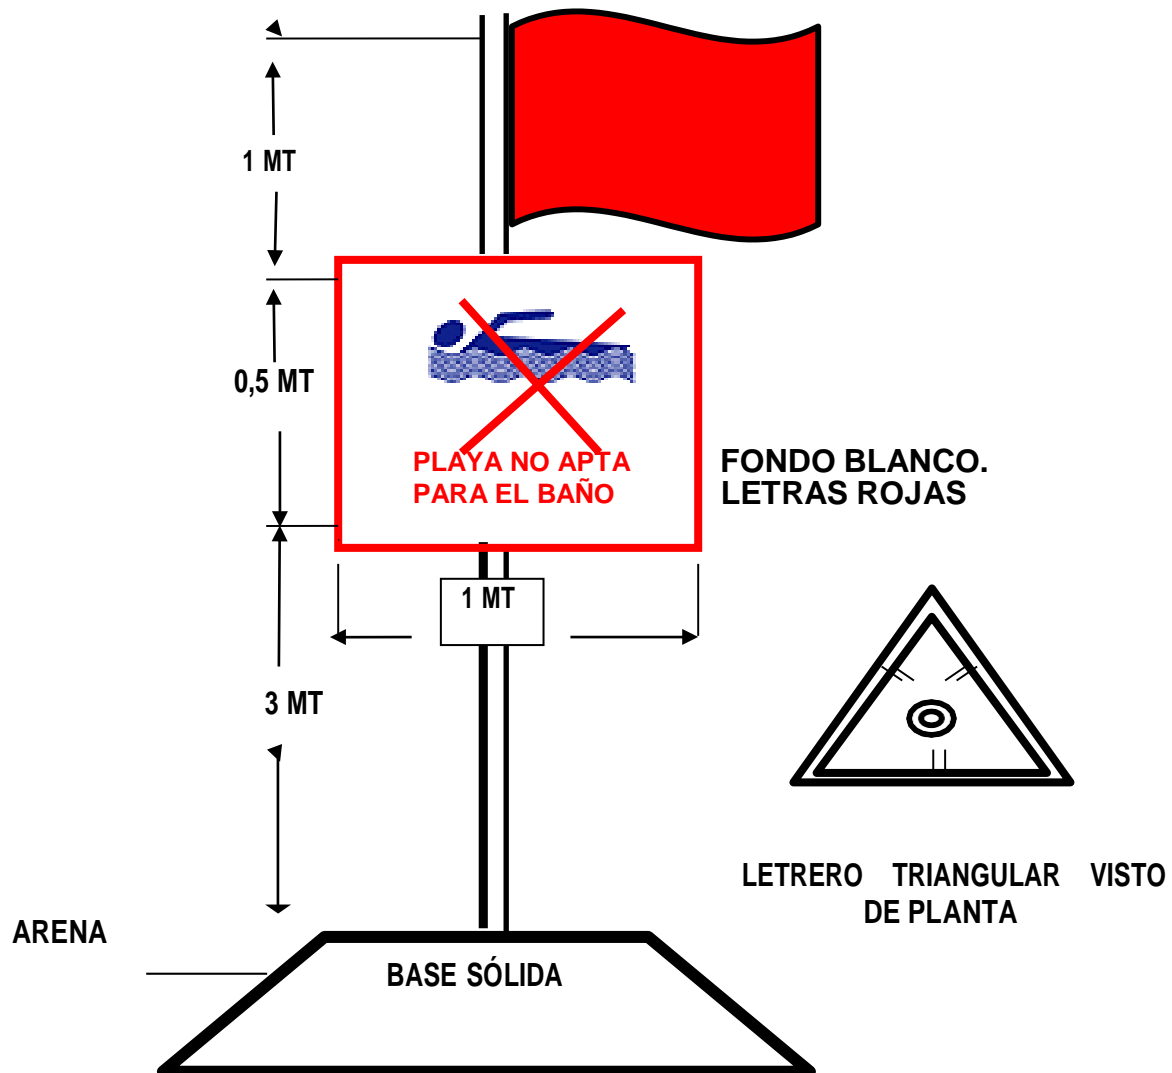 1 MT
0,5 MT
PLAYA NO APTA
PARA EL BAÑO
FONDO BLANCO.
LETRAS ROJAS
1 MT
3 MT
LETRERO TRIANGULAR VISTO
DE PLANTA
ARENA
BASE SÓLIDA